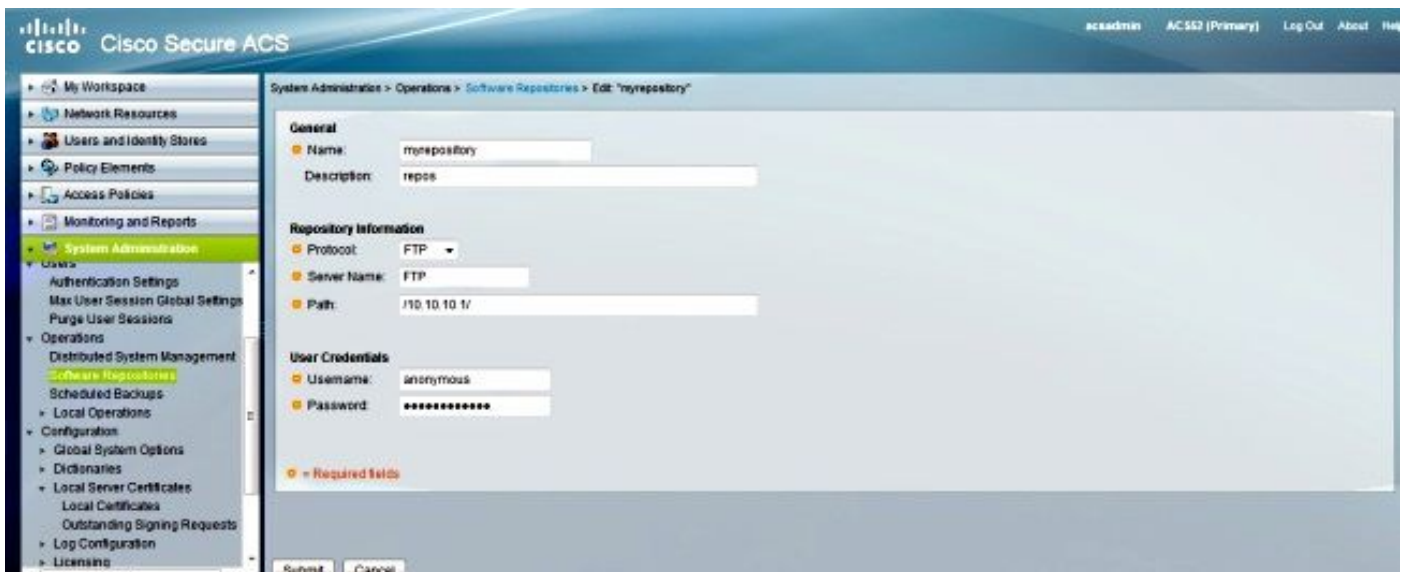 cisco Cisco Secure ACS
acsadmin ACS52 (Primary) Log Out About
My Workspace
Network Resources
Users and Identity Stores
Policy Elements
Access Policies
Monitoring and Reports
System Administration
Users
Authentication Settings
Max User Session Global Settings
Purge User Sessions
Operations
Distributed System Management
Software Repositories
Scheduled Backups
Local Operations
Configuration
Global System Options
Dictionaries
Local Server Certificates
Local Certificates
Outstanding Signing Requests
Log Configuration
Licensing
System Administration > Operations > Software Repositories > Edit: "myrepository"
General
Name: myrepository
Description: repos
Repository Information
Protocol: FTP
Server Name: FTP
Path: /10.10.10.1/
User Credentials
Username: anonymous
Password: ••••••••••••
= Required fields
Submit Cancel